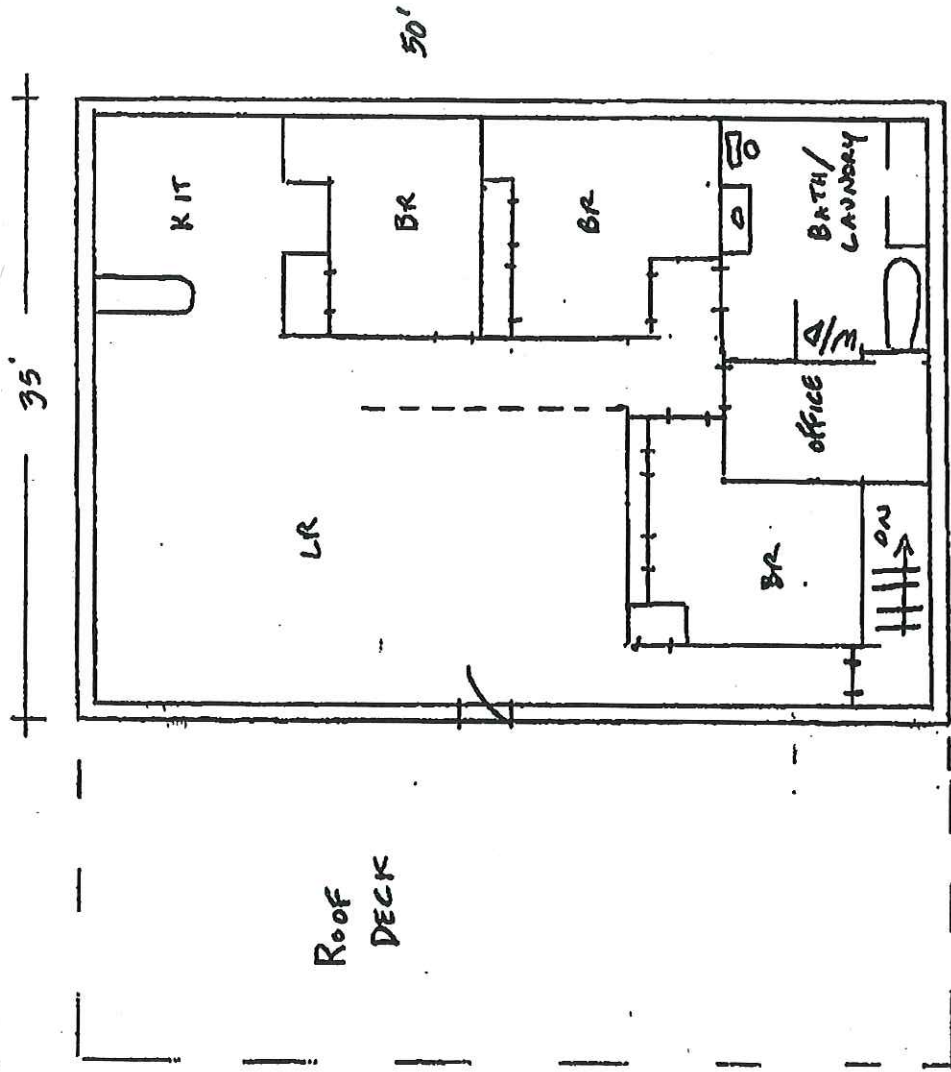 35'
50'
KIT
BR
BR
LR
BATH/
LAUNDRY
W/D
OFFICE
BR
DN
ROOF
DECK